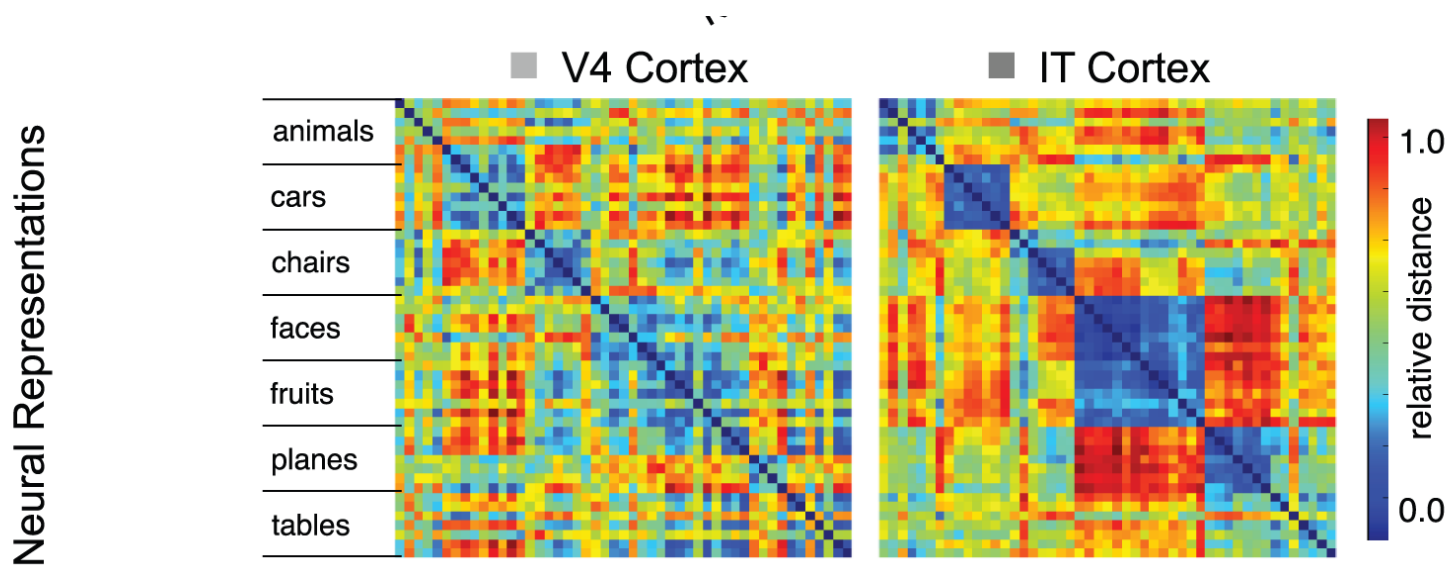 V4 Cortex
IT Cortex
Neural Representations
animals
cars
chairs
faces
fruits
planes
tables
1.0
relative distance
0.0